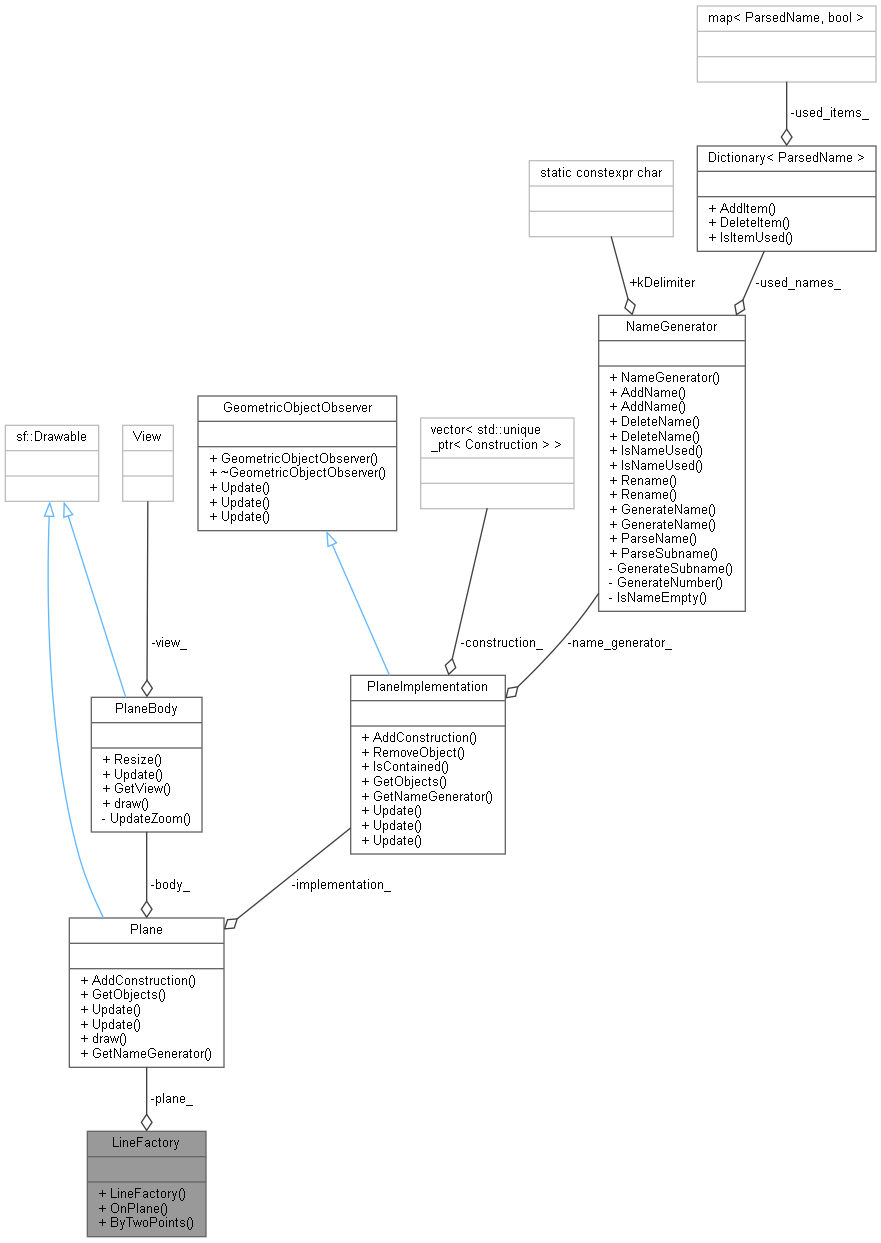 map< ParsedName, bool >
-used_items_
Dictionary< ParsedName >
+ AddItem()
+ DeleteItem()
+ IsItemUsed()
static constexpr char
+kDelimiter
-used_names_
NameGenerator
+ NameGenerator()
+ AddName()
+ AddName()
+ DeleteName()
+ DeleteName()
+ IsNameUsed()
+ IsNameUsed()
+ Rename()
+ Rename()
+ GenerateName()
+ GenerateName()
+ ParseName()
+ ParseSubname()
- GenerateSubname()
- GenerateNumber()
- IsNameEmpty()
GeometricObjectObserver
+ GeometricObjectObserver()
+ ~GeometricObjectObserver()
+ Update()
+ Update()
+ Update()
vector< std::unique
_ptr< Construction > >
sf::Drawable
View
-view_
-construction_
-name_generator_
PlaneImplementation
+ AddConstruction()
+ RemoveObject()
+ IsContained()
+ GetObjects()
+ GetNameGenerator()
+ Update()
+ Update()
+ Update()
PlaneBody
+ Resize()
+ Update()
+ GetView()
+ draw()
- UpdateZoom()
-body_
-implementation_
Plane
+ AddConstruction()
+ GetObjects()
+ Update()
+ Update()
+ draw()
+ GetNameGenerator()
-plane_
LineFactory
+ LineFactory()
+ OnPlane()
+ ByTwoPoints()